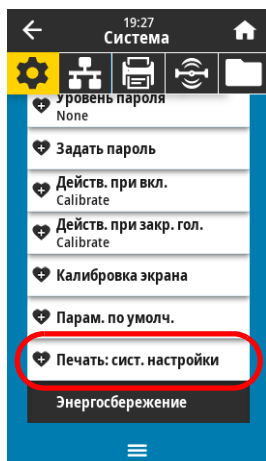 19:27
Система
Уровень пароля
None
Задать пароль
Действ. при вкл.
Calibrate
Действ. при закр. гол.
Calibrate
Калибровка экрана
Парам. по умолч.
Печать: сист. настройки
Энергосбережение